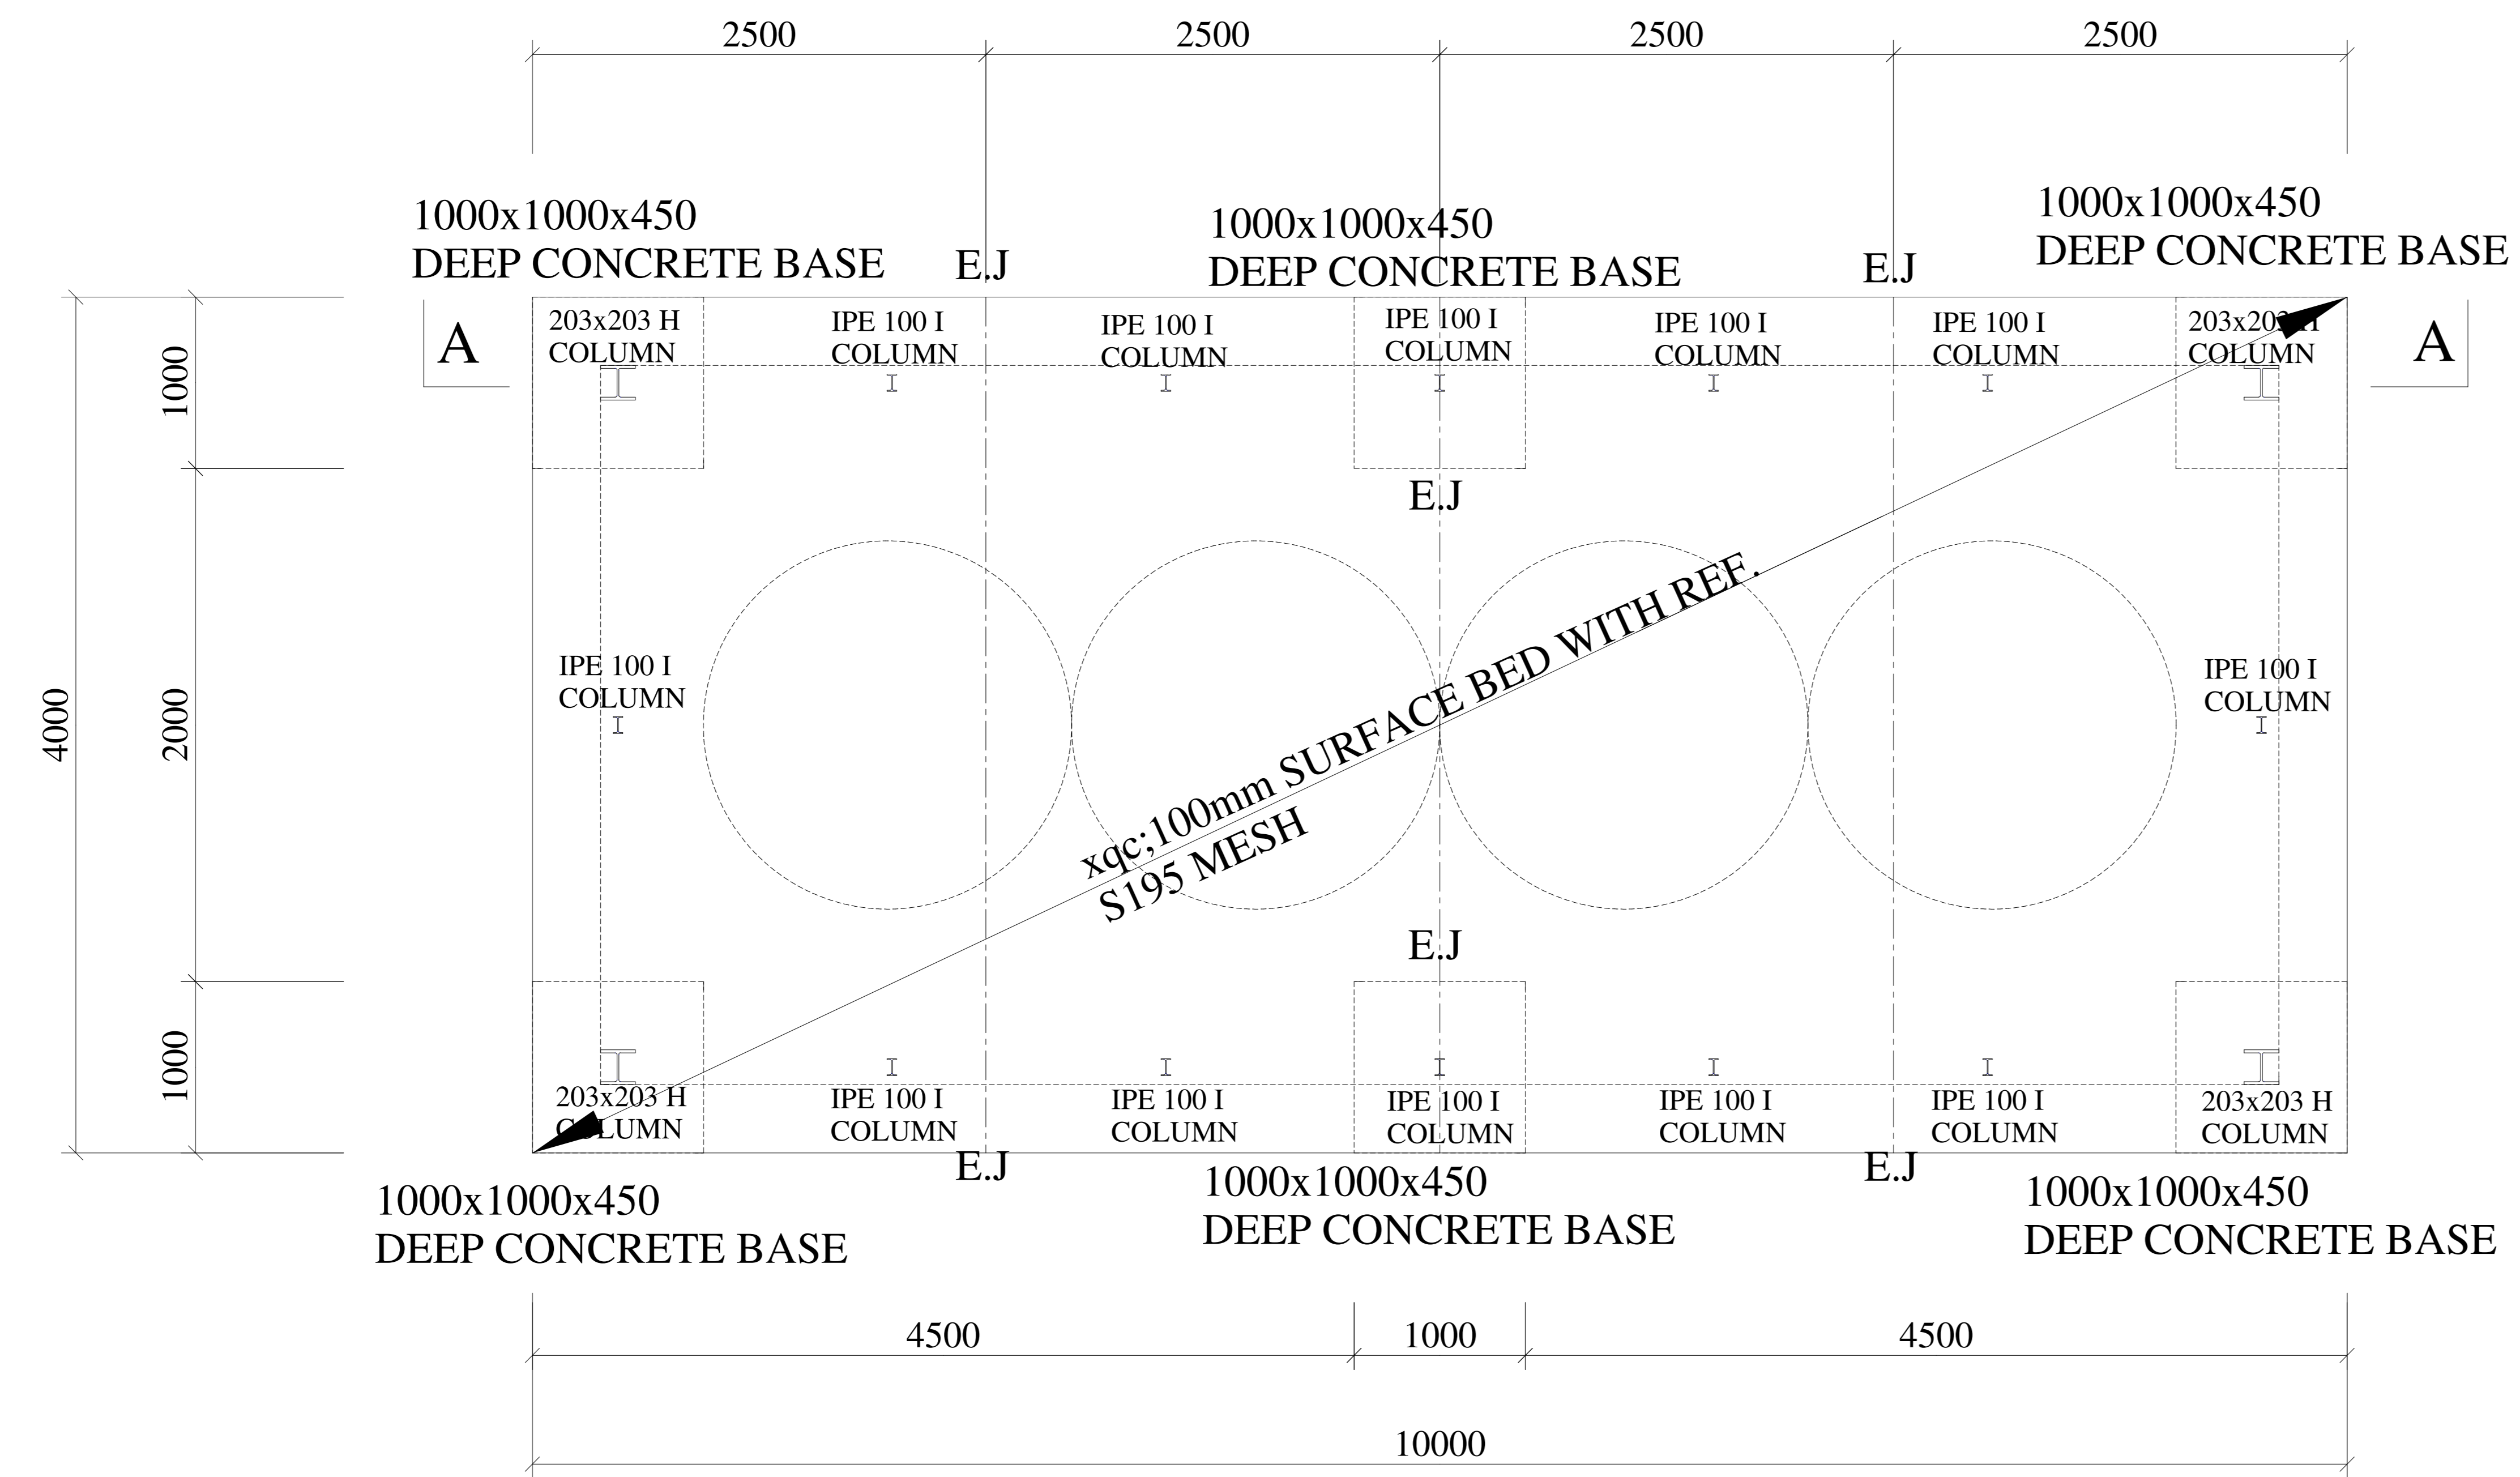 2500
2500
2500
2500
1000x1000x450
DEEP CONCRETE BASE
E.J
1000x1000x450
DEEP CONCRETE BASE
E.J
1000x1000x450
DEEP CONCRETE BASE
A
203x203 H
COLUMN
IPE 100 I
COLUMN
IPE 100 I
COLUMN
IPE 100 I
COLUMN
IPE 100 I
COLUMN
IPE 100 I
COLUMN
203x203 H
COLUMN
A
1000
E.J
4000
2000
IPE 100 I
COLUMN
xqc;100mm SURFACE BED WITH REF.
S195 MESH
IPE 100 I
COLUMN
E.J
1000
203x203 H
COLUMN
IPE 100 I
COLUMN
IPE 100 I
COLUMN
IPE 100 I
COLUMN
IPE 100 I
COLUMN
IPE 100 I
COLUMN
203x203 H
COLUMN
E.J
E.J
1000x1000x450
DEEP CONCRETE BASE
1000x1000x450
DEEP CONCRETE BASE
1000x1000x450
DEEP CONCRETE BASE
4500
1000
4500
10000